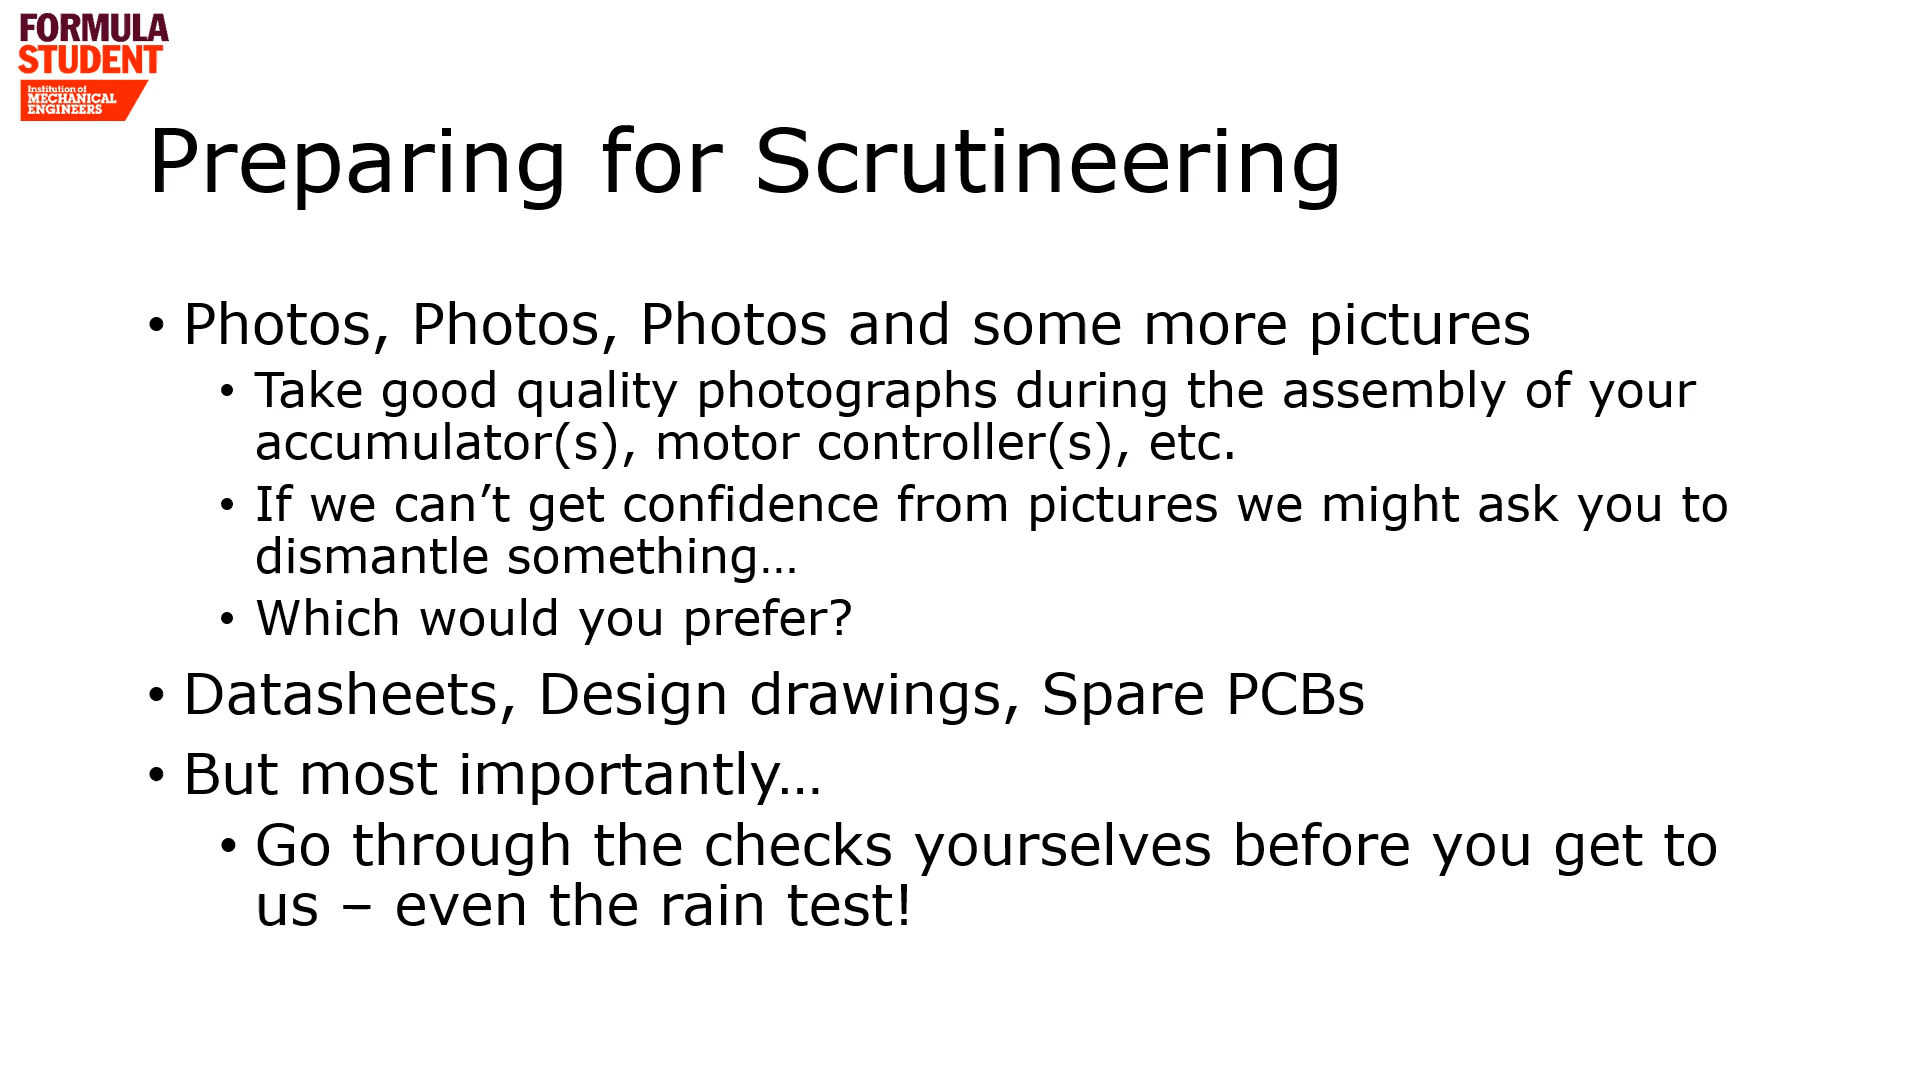 FORMULA
STUDENT
Institution of
MECHANICAL
ENGINEERS
Preparing for Scrutineering
• Photos, Photos, Photos and some more pictures
• Take good quality photographs during the assembly of your
accumulator(s), motor controller(s), etc.
• If we can’t get confidence from pictures we might ask you to
dismantle something…
• Which would you prefer?
• Datasheets, Design drawings, Spare PCBs
• But most importantly…
• Go through the checks yourselves before you get to
us – even the rain test!